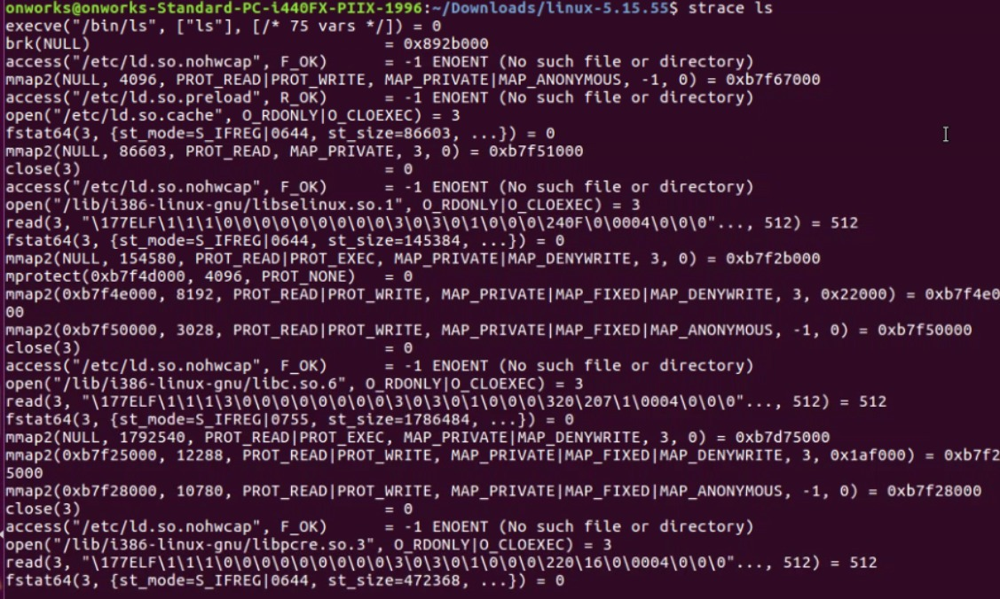 onworks@onworks-Standard-PC-i440FX-PIIX-1996:~/Downloads/linux-5.15.55$ strace ls
execve("/bin/ls", ["ls"], [/* 75 vars */]) = 0
brk(NULL)                               = 0x892b000
access("/etc/ld.so.nohwcap", F_OK)      = -1 ENOENT (No such file or directory)
mmap2(NULL, 4096, PROT_READ|PROT_WRITE, MAP_PRIVATE|MAP_ANONYMOUS, -1, 0) = 0xb7f67000
access("/etc/ld.so.preload", R_OK)      = -1 ENOENT (No such file or directory)
open("/etc/ld.so.cache", O_RDONLY|O_CLOEXEC) = 3
fstat64(3, {st_mode=S_IFREG|0644, st_size=86603, ...}) = 0
mmap2(NULL, 86603, PROT_READ, MAP_PRIVATE, 3, 0) = 0xb7f51000
close(3)                                = 0
access("/etc/ld.so.nohwcap", F_OK)      = -1 ENOENT (No such file or directory)
open("/lib/i386-linux-gnu/libselinux.so.1", O_RDONLY|O_CLOEXEC) = 3
read(3, "\177ELF\1\1\1\0\0\0\0\0\0\0\0\0\3\0\3\0\1\0\0\0\240F\0\0004\0\0\0"..., 512) = 512
fstat64(3, {st_mode=S_IFREG|0644, st_size=145384, ...}) = 0
mmap2(NULL, 154580, PROT_READ|PROT_EXEC, MAP_PRIVATE|MAP_DENYWRITE, 3, 0) = 0xb7f2b000
mprotect(0xb7f4d000, 4096, PROT_NONE)   = 0
mmap2(0xb7f4e000, 8192, PROT_READ|PROT_WRITE, MAP_PRIVATE|MAP_FIXED|MAP_DENYWRITE, 3, 0x22000) = 0xb7f4e0
00
mmap2(0xb7f50000, 3028, PROT_READ|PROT_WRITE, MAP_PRIVATE|MAP_FIXED|MAP_ANONYMOUS, -1, 0) = 0xb7f50000
close(3)                                = 0
access("/etc/ld.so.nohwcap", F_OK)      = -1 ENOENT (No such file or directory)
open("/lib/i386-linux-gnu/libc.so.6", O_RDONLY|O_CLOEXEC) = 3
read(3, "\177ELF\1\1\1\3\0\0\0\0\0\0\0\0\3\0\3\0\1\0\0\0\320\207\1\0004\0\0\0"..., 512) = 512
fstat64(3, {st_mode=S_IFREG|0755, st_size=1786484, ...}) = 0
mmap2(NULL, 1792540, PROT_READ|PROT_EXEC, MAP_PRIVATE|MAP_DENYWRITE, 3, 0) = 0xb7d75000
mmap2(0xb7f25000, 12288, PROT_READ|PROT_WRITE, MAP_PRIVATE|MAP_FIXED|MAP_DENYWRITE, 3, 0x1af000) = 0xb7f2
5000
mmap2(0xb7f28000, 10780, PROT_READ|PROT_WRITE, MAP_PRIVATE|MAP_FIXED|MAP_ANONYMOUS, -1, 0) = 0xb7f28000
close(3)                                = 0
access("/etc/ld.so.nohwcap", F_OK)      = -1 ENOENT (No such file or directory)
open("/lib/i386-linux-gnu/libpcre.so.3", O_RDONLY|O_CLOEXEC) = 3
read(3, "\177ELF\1\1\1\0\0\0\0\0\0\0\0\0\3\0\3\0\1\0\0\0\220\16\0\0004\0\0\0"..., 512) = 512
fstat64(3, {st_mode=S_IFREG|0644, st_size=472368, ...}) = 0